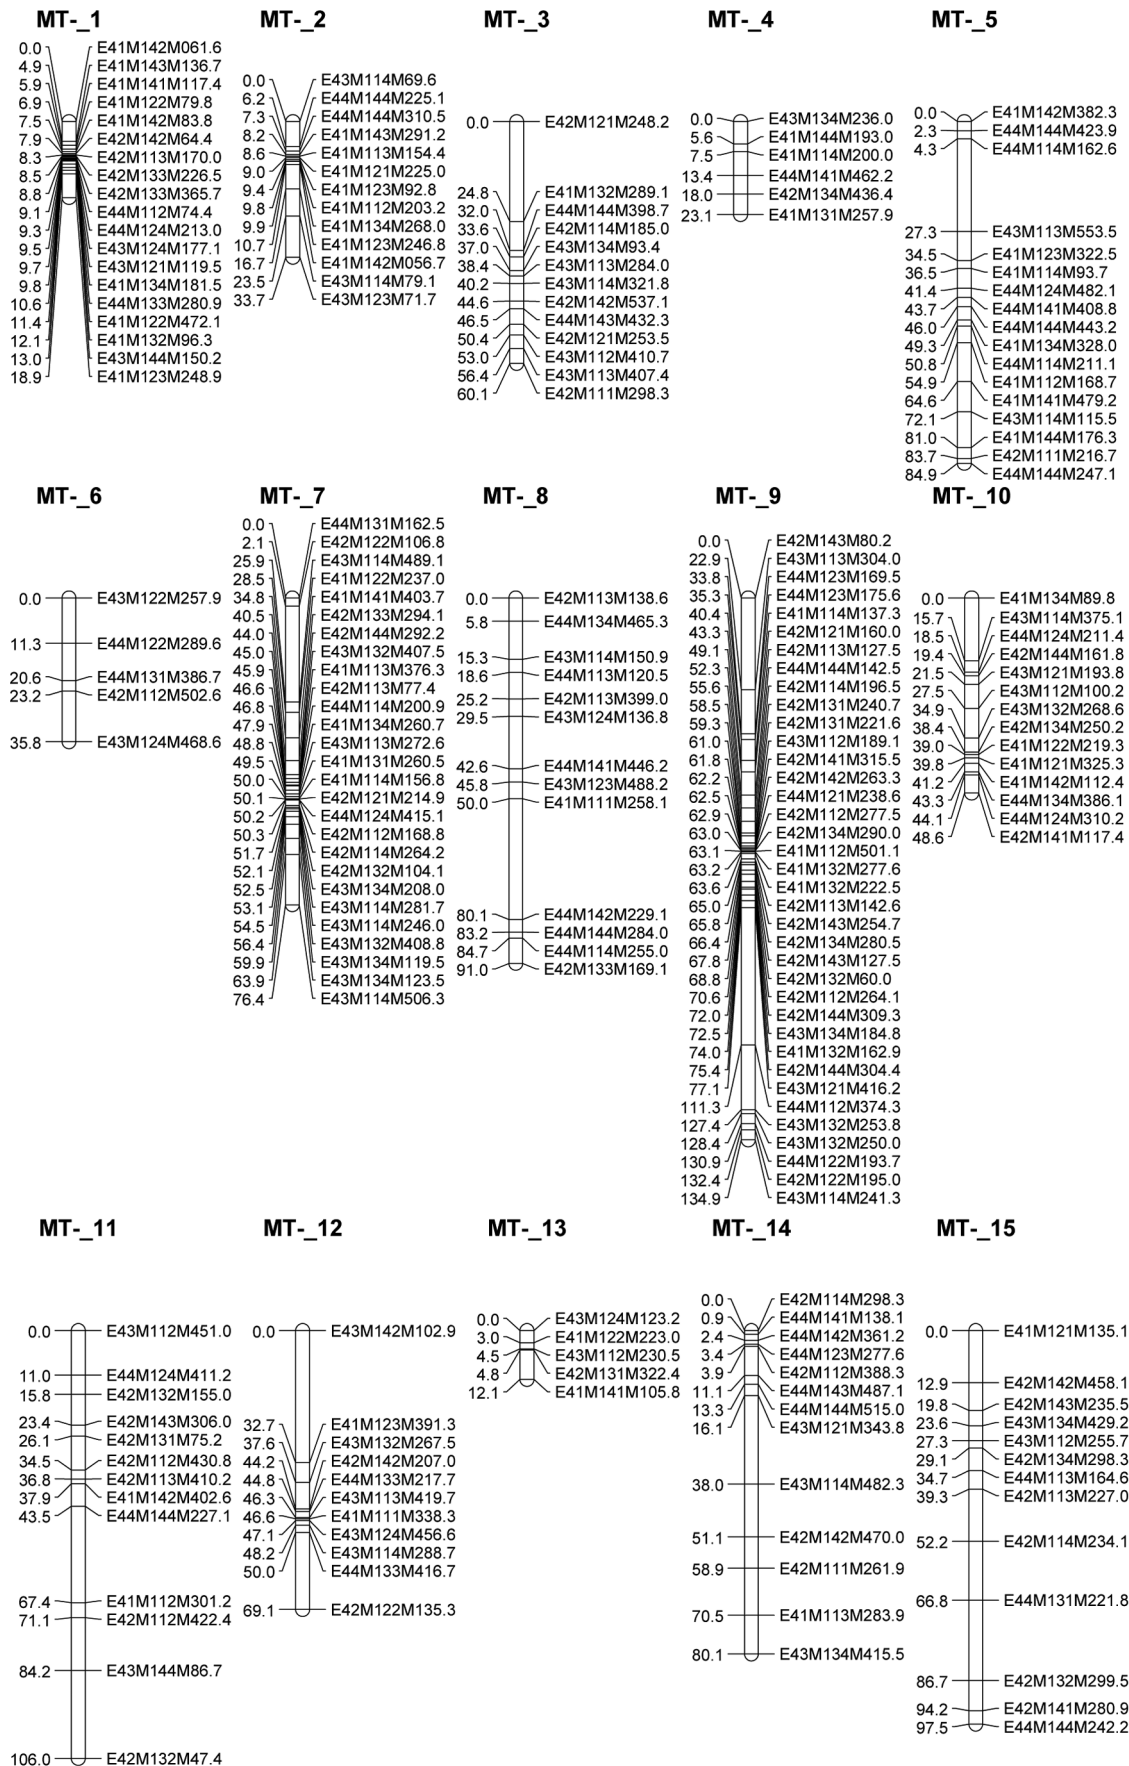 MT-_1
0.0 E41M142M061.6
4.9 E41M143M136.7
5.9 E41M141M117.4
6.9 E41M122M79.8
7.5 E41M142M83.8
7.9 E42M142M64.4
8.3 E42M113M170.0
8.5 E42M133M226.5
8.8 E42M133M365.7
9.1 E44M112M74.4
9.3 E44M124M213.0
9.5 E43M124M177.1
9.7 E43M121M119.5
9.8 E41M134M181.5
10.6 E44M133M280.9
11.4 E41M122M472.1
12.1 E41M132M96.3
13.0 E43M144M150.2
18.9 E41M123M248.9
MT-_2
0.0 E43M114M69.6
6.2 E44M144M225.1
7.3 E44M144M310.5
8.2 E41M143M291.2
8.6 E41M113M154.4
9.0 E41M121M225.0
9.4 E41M123M92.8
9.8 E41M112M203.2
9.9 E41M134M268.0
10.7 E41M123M246.8
16.7 E41M142M056.7
23.5 E43M114M79.1
33.7 E43M123M71.7
MT-_3
0.0 E42M121M248.2
24.8 E41M132M289.1
32.0 E44M144M398.7
33.6 E42M114M185.0
37.0 E43M134M93.4
38.4 E43M113M284.0
40.2 E43M114M321.8
44.6 E42M142M537.1
46.5 E44M143M432.3
50.4 E42M121M253.5
53.0 E43M112M410.7
56.4 E43M113M407.4
60.1 E42M111M298.3
MT-_4
0.0 E43M134M236.0
5.6 E41M144M193.0
7.5 E41M114M200.0
13.4 E44M141M462.2
18.0 E42M134M436.4
23.1 E41M131M257.9
MT-_5
0.0 E41M142M382.3
2.3 E44M144M423.9
4.3 E44M114M162.6
27.3 E43M113M553.5
34.5 E41M123M322.5
36.5 E41M114M93.7
41.4 E44M124M482.1
43.7 E44M141M408.8
46.0 E44M144M443.2
49.3 E41M134M328.0
50.8 E44M114M211.1
54.9 E41M112M168.7
64.6 E41M141M479.2
72.1 E43M114M115.5
81.0 E41M144M176.3
83.7 E42M111M216.7
84.9 E44M144M247.1
MT-_6
0.0 E43M122M257.9
11.3 E44M122M289.6
20.6 E44M131M386.7
23.2 E42M112M502.6
35.8 E43M124M468.6
MT-_7
0.0 E44M131M162.5
2.1 E42M122M106.8
25.9 E43M114M489.1
28.5 E41M122M237.0
34.8 E41M141M403.7
40.5 E42M133M294.1
44.0 E42M144M292.2
45.0 E43M132M407.5
45.9 E41M113M376.3
46.6 E42M113M77.4
46.8 E44M114M200.9
47.9 E41M134M260.7
48.8 E43M113M272.6
49.5 E41M131M260.5
50.0 E41M114M156.8
50.1 E42M121M214.9
50.2 E44M124M415.1
50.3 E42M112M168.8
51.7 E42M114M264.2
52.1 E42M132M104.1
52.5 E43M134M208.0
53.1 E43M114M281.7
54.5 E43M114M246.0
56.4 E43M132M408.8
59.9 E43M134M119.5
63.9 E43M134M123.5
76.4 E43M114M506.3
MT-_8
0.0 E42M113M138.6
5.8 E44M134M465.3
15.3 E43M114M150.9
18.6 E44M113M120.5
25.2 E42M113M399.0
29.5 E43M124M136.8
42.6 E44M141M446.2
45.8 E43M123M488.2
50.0 E41M111M258.1
80.1 E44M142M229.1
83.2 E44M144M284.0
84.7 E44M114M255.0
91.0 E42M133M169.1
MT-_9
0.0 E42M143M80.2
22.9 E43M113M304.0
33.8 E44M123M169.5
35.3 E44M123M175.6
40.4 E41M114M137.3
43.3 E42M121M160.0
49.1 E42M113M127.5
52.3 E44M144M142.5
55.6 E42M114M196.5
58.5 E42M131M240.7
59.3 E42M131M221.6
61.0 E43M112M189.1
61.8 E42M141M315.5
62.2 E42M142M263.3
62.5 E44M121M238.6
62.9 E42M112M277.5
63.0 E42M134M290.0
63.1 E41M112M501.1
63.2 E41M132M277.6
63.6 E41M132M222.5
65.0 E42M113M142.6
65.8 E42M143M254.7
66.4 E42M134M280.5
67.8 E42M143M127.5
68.8 E42M132M60.0
70.6 E42M112M264.1
72.0 E42M144M309.3
72.5 E43M134M184.8
74.0 E41M132M162.9
75.4 E42M144M304.4
77.1 E43M121M416.2
111.3 E44M112M374.3
127.4 E43M132M253.8
128.4 E43M132M250.0
130.9 E44M122M193.7
132.4 E42M122M195.0
134.9 E43M114M241.3
MT-_10
0.0 E41M134M89.8
15.7 E43M114M375.1
18.5 E44M124M211.4
19.4 E42M144M161.8
21.5 E43M121M193.8
27.5 E43M112M100.2
34.9 E43M132M268.6
38.4 E42M134M250.2
39.0 E41M122M219.3
39.8 E41M121M325.3
41.2 E41M142M112.4
43.3 E44M134M386.1
44.1 E44M124M310.2
48.6 E42M141M117.4
MT-_11
0.0 E43M112M451.0
11.0 E44M124M411.2
15.8 E42M132M155.0
23.4 E42M143M306.0
26.1 E42M131M75.2
34.5 E42M112M430.8
36.8 E42M113M410.2
37.9 E41M142M402.6
43.5 E44M144M227.1
67.4 E41M112M301.2
71.1 E42M112M422.4
84.2 E43M144M86.7
106.0 E42M132M47.4
MT-_12
0.0 E43M142M102.9
32.7 E41M123M391.3
37.6 E43M132M267.5
44.2 E42M142M207.0
44.8 E44M133M217.7
46.3 E43M113M419.7
46.6 E41M111M338.3
47.1 E43M124M456.6
48.2 E43M114M288.7
50.0 E44M133M416.7
69.1 E42M122M135.3
MT-_13
0.0 E43M124M123.2
3.0 E41M122M223.0
4.5 E43M112M230.5
4.8 E42M131M322.4
12.1 E41M141M105.8
MT-_14
0.0 E42M114M298.3
0.9 E44M141M138.1
2.4 E44M142M361.2
3.4 E44M123M277.6
3.9 E42M112M388.3
11.1 E44M143M487.1
13.3 E44M144M515.0
16.1 E43M121M343.8
38.0 E43M114M482.3
51.1 E42M142M470.0
58.9 E42M111M261.9
70.5 E41M113M283.9
80.1 E43M134M415.5
MT-_15
0.0 E41M121M135.1
12.9 E42M142M458.1
19.8 E42M143M235.5
23.6 E43M134M429.2
27.3 E43M112M255.7
29.1 E42M134M298.3
34.7 E44M113M164.6
39.3 E42M113M227.0
52.2 E42M114M234.1
66.8 E44M131M221.8
86.7 E42M132M299.5
94.2 E42M141M280.9
97.5 E44M144M242.2